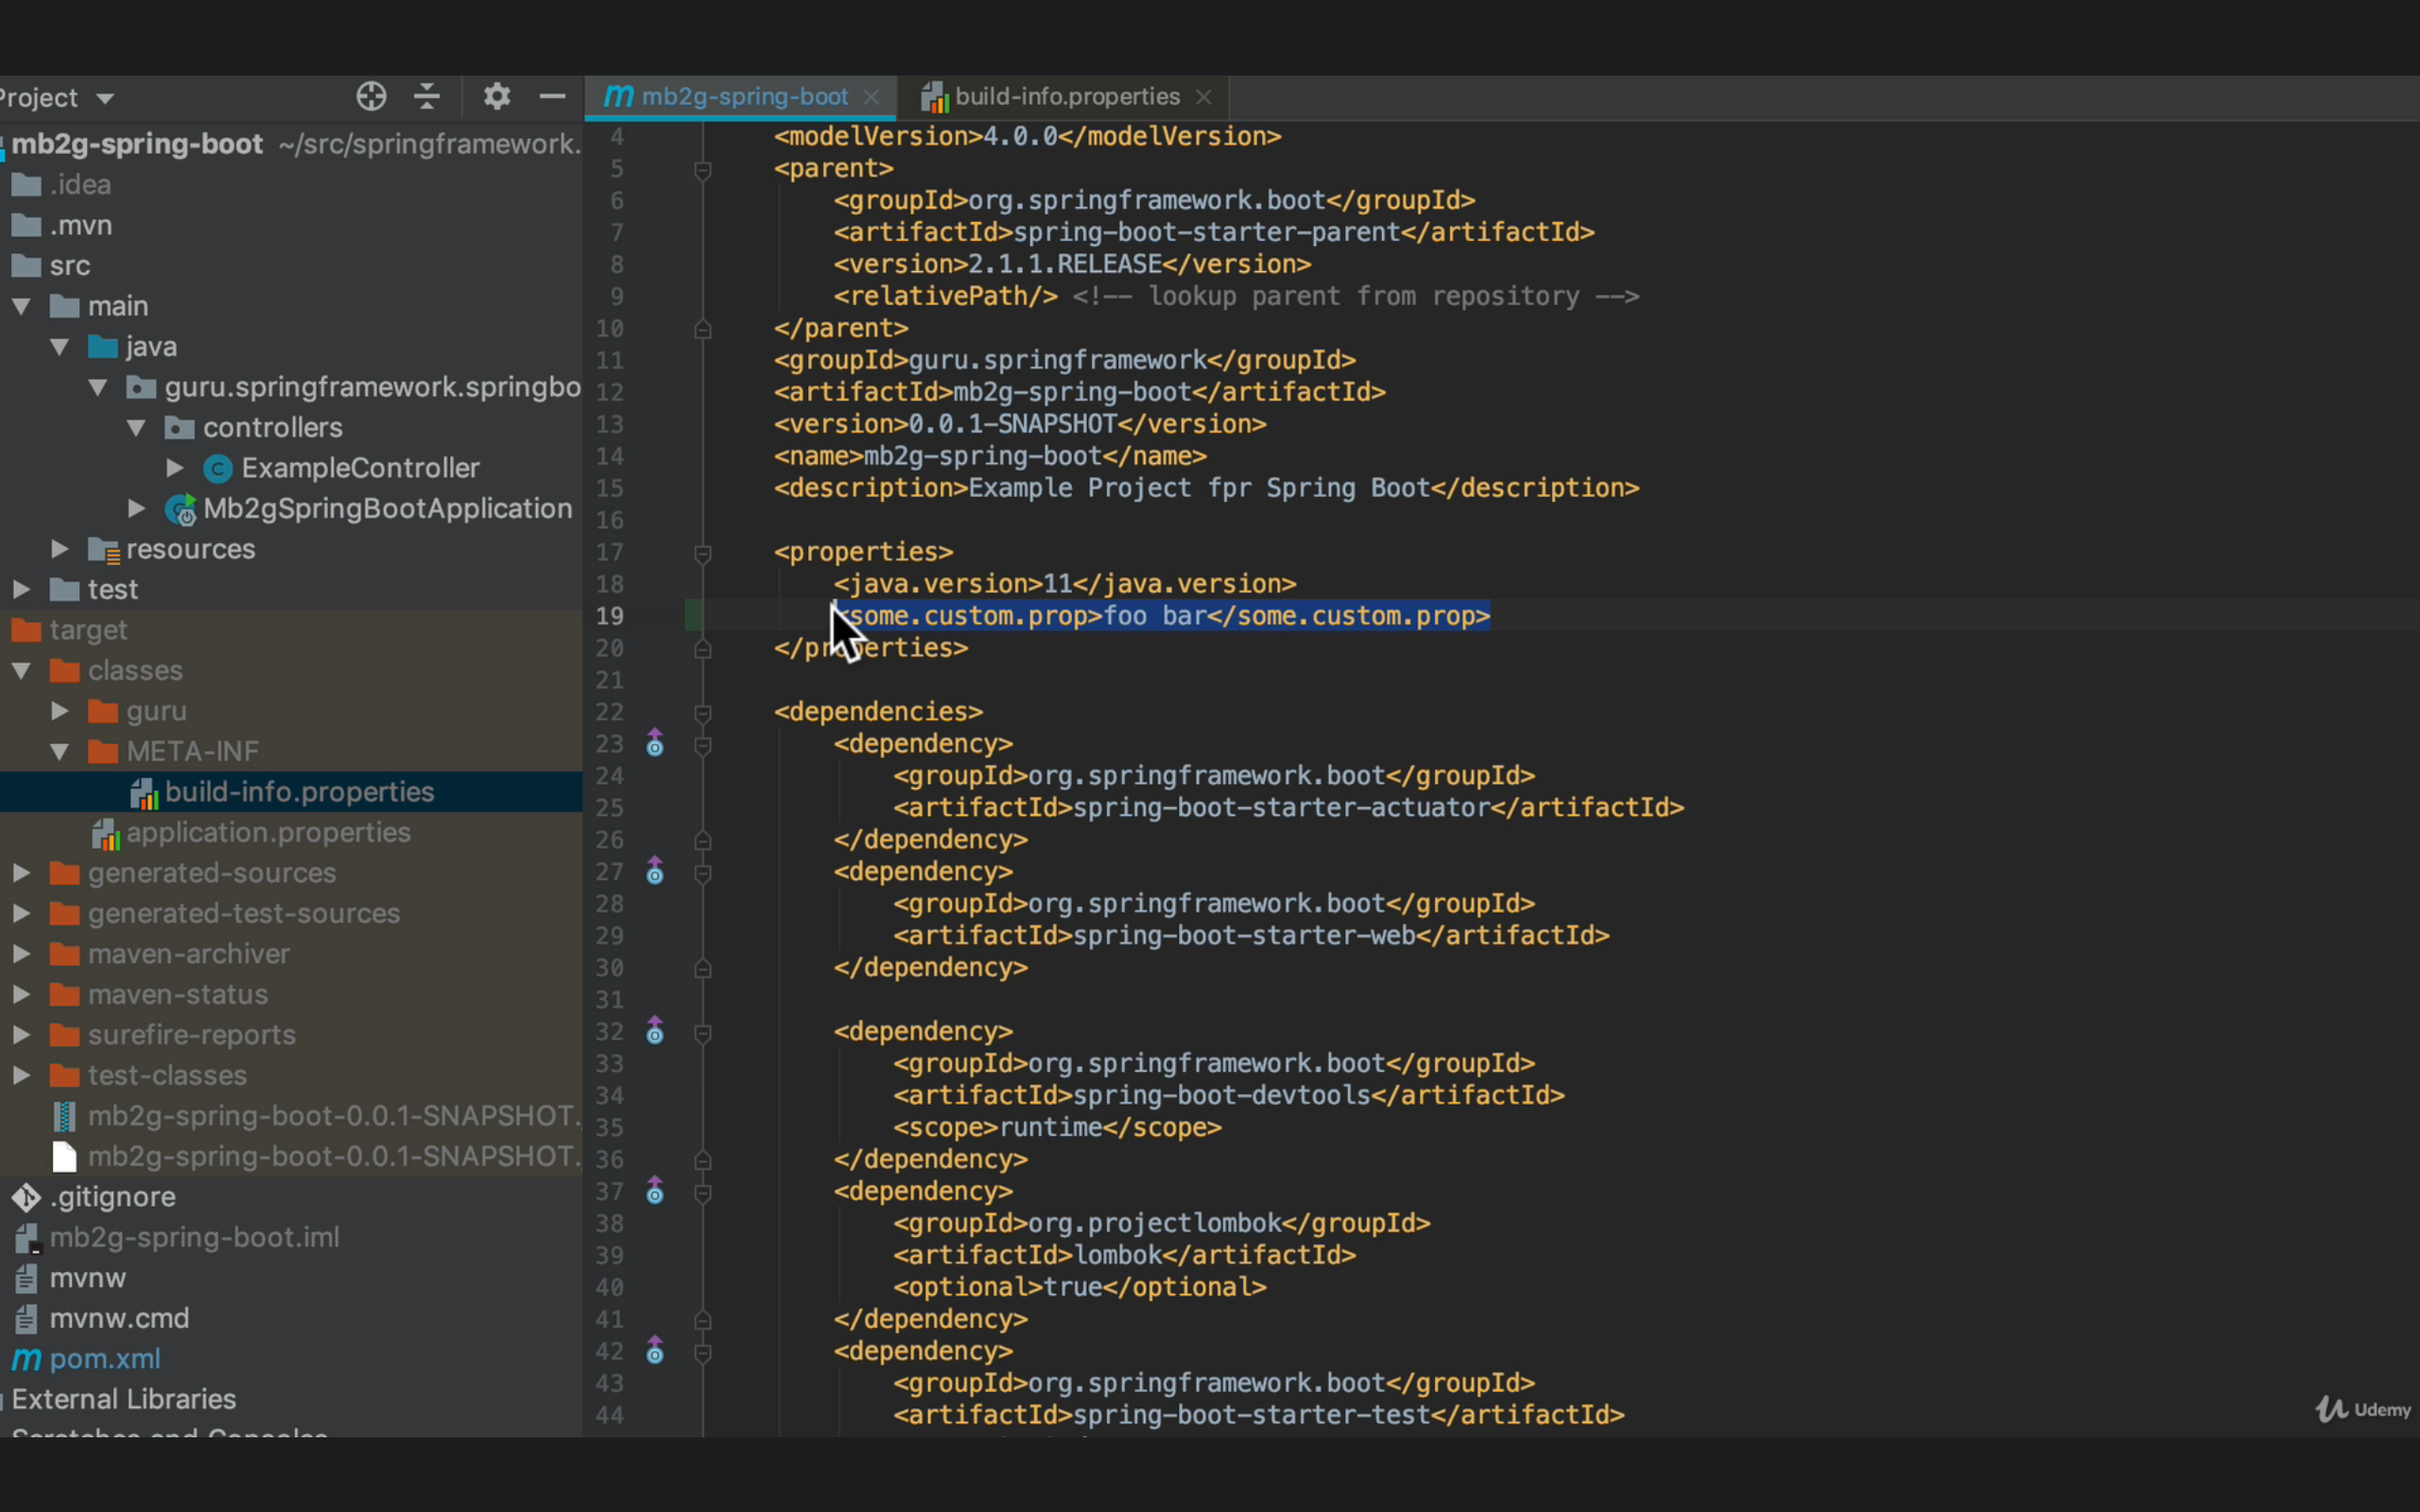 Project
mb2g-spring-boot ~/src/springframework.
.idea
.mvn
src
main
java
guru.springframework.springbo
controllers
ExampleController
Mb2gSpringBootApplication
resources
test
target
classes
guru
META-INF
build-info.properties
application.properties
generated-sources
generated-test-sources
maven-archiver
maven-status
surefire-reports
test-classes
mb2g-spring-boot-0.0.1-SNAPSHOT.
mb2g-spring-boot-0.0.1-SNAPSHOT.
.gitignore
mb2g-spring-boot.iml
mvnw
mvnw.cmd
pom.xml
External Libraries
Scratches and Consoles
mb2g-spring-boot build-info.properties
4 <modelVersion>4.0.0</modelVersion>
5 <parent>
6 <groupId>org.springframework.boot</groupId>
7 <artifactId>spring-boot-starter-parent</artifactId>
8 <version>2.1.1.RELEASE</version>
9 <relativePath/> <!-- lookup parent from repository -->
10 </parent>
11 <groupId>guru.springframework</groupId>
12 <artifactId>mb2g-spring-boot</artifactId>
13 <version>0.0.1-SNAPSHOT</version>
14 <name>mb2g-spring-boot</name>
15 <description>Example Project fpr Spring Boot</description>
16
17 <properties>
18 <java.version>11</java.version>
19 <some.custom.prop>foo bar</some.custom.prop>
20 </properties>
21
22 <dependencies>
23 <dependency>
24 <groupId>org.springframework.boot</groupId>
25 <artifactId>spring-boot-starter-actuator</artifactId>
26 </dependency>
27 <dependency>
28 <groupId>org.springframework.boot</groupId>
29 <artifactId>spring-boot-starter-web</artifactId>
30 </dependency>
31
32 <dependency>
33 <groupId>org.springframework.boot</groupId>
34 <artifactId>spring-boot-devtools</artifactId>
35 <scope>runtime</scope>
36 </dependency>
37 <dependency>
38 <groupId>org.projectlombok</groupId>
39 <artifactId>lombok</artifactId>
40 <optional>true</optional>
41 </dependency>
42 <dependency>
43 <groupId>org.springframework.boot</groupId>
44 <artifactId>spring-boot-starter-test</artifactId>
Udemy